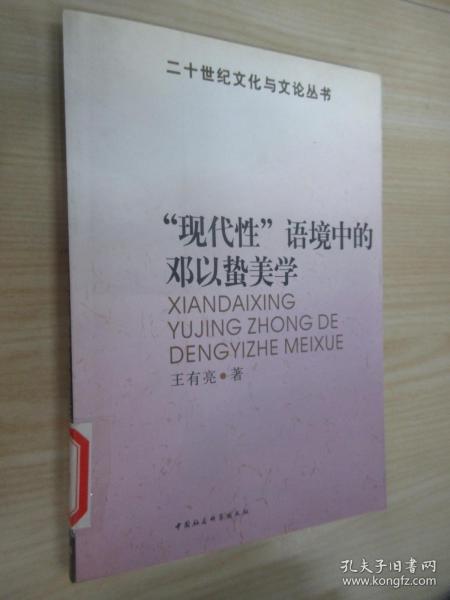 二十世纪文化与文论丛书
“现代性”语境中的
邓以蛰美学
XIANDAIXING
YUJING ZHONG DE
DENGYIZHE MEIXUE
王有亮●著
中国社会科学出版社
孔夫子旧书网
www.kongfz.com